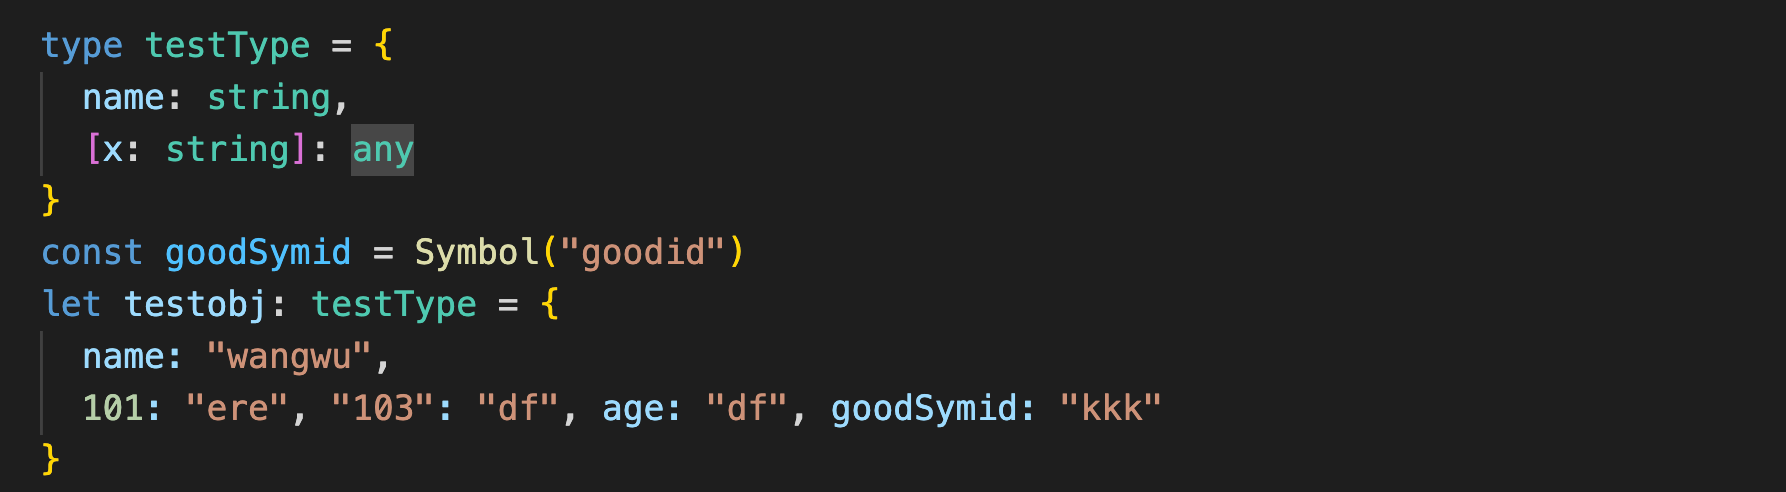 type testType = {
name: string,
[x: string]: any
}
const goodSymid = Symbol("goodid")
let testobj: testType = {
name: "wangwu",
101: "ere", "103": "df", age: "df", goodSymid: "kkk"
}